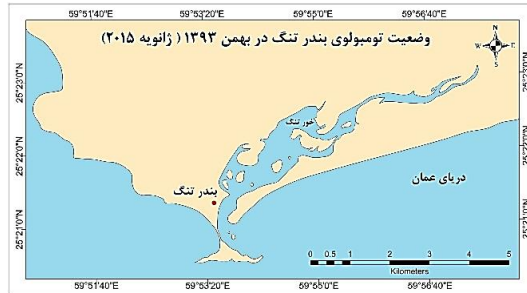 59°51'40"E 59°53'20"E 59°55'0"E 59°56'40"E
وضعیت تومبولوی بندر تنگ در بهمن ۱۳۹۳ ( ژانویه ۲۰۱۵)
N
W E
S
25°23'0"N
خور تنگ
25°22'0"N
دریای عمان
بندر تنگ
25°21'0"N
0 0.5 1 2 3 4 5
Kilometers
59°51'40"E 59°53'20"E 59°55'0"E 59°56'40"E